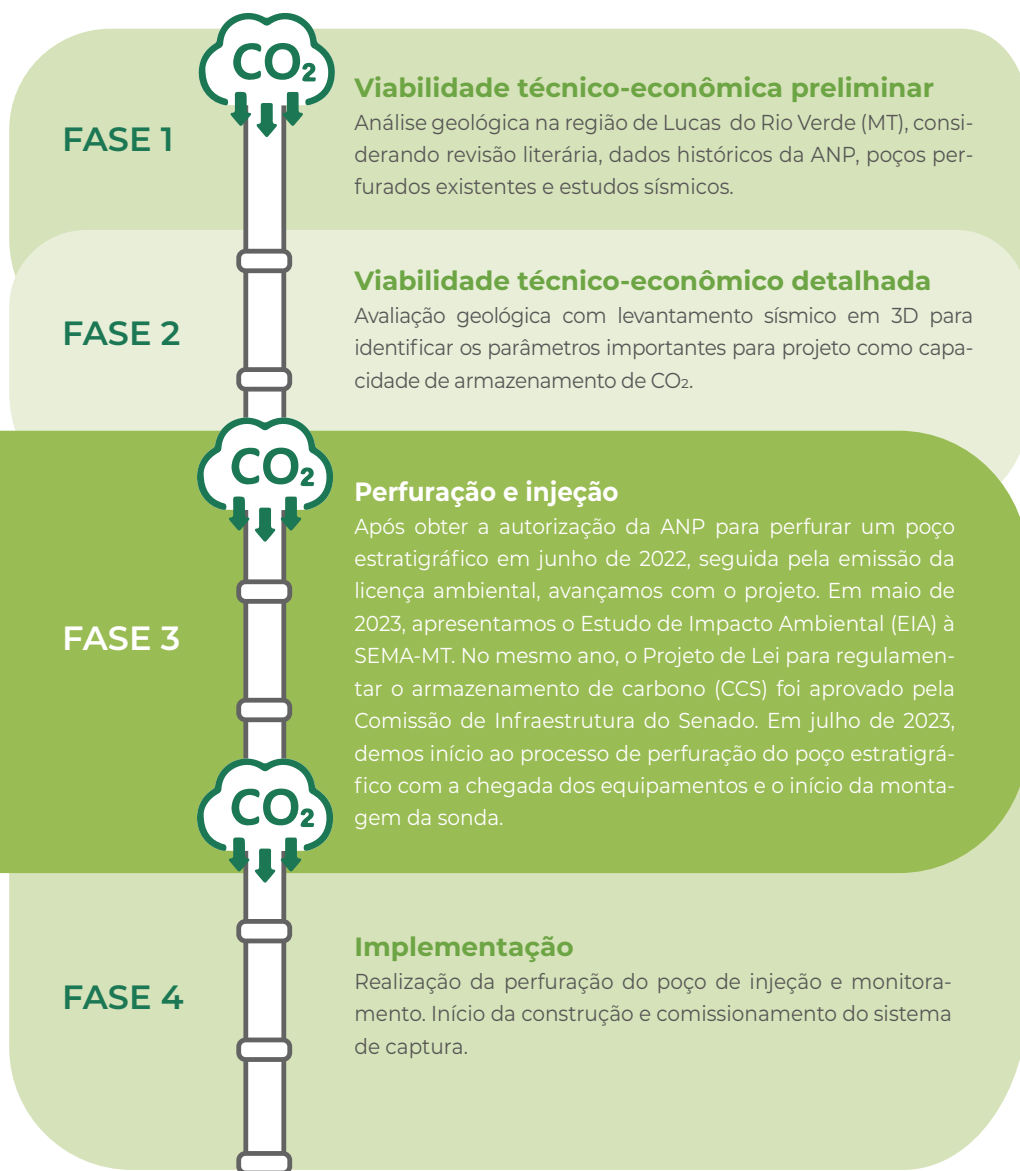 CO₂
FASE 1
Viabilidade técnico-econômica preliminar
Análise geológica na região de Lucas do Rio Verde (MT), consi-
derando revisão literária, dados históricos da ANP, poços per-
furados existentes e estudos sísmicos.
FASE 2
Viabilidade técnico-econômico detalhada
Avaliação geológica com levantamento sísmico em 3D para
identificar os parâmetros importantes para projeto como capa-
cidade de armazenamento de CO₂.
CO₂
FASE 3
Perfuração e injeção
Após obter a autorização da ANP para perfurar um poço
estratigráfico em junho de 2022, seguida pela emissão da
licença ambiental, avançamos com o projeto. Em maio de
2023, apresentamos o Estudo de Impacto Ambiental (EIA) à
SEMA-MT. No mesmo ano, o Projeto de Lei para regulamen-
tar o armazenamento de carbono (CCS) foi aprovado pela
Comissão de Infraestrutura do Senado. Em julho de 2023,
demos início ao processo de perfuração do poço estratigrá-
fico com a chegada dos equipamentos e o início da monta-
gem da sonda.
CO₂
FASE 4
Implementação
Realização da perfuração do poço de injeção e monitora-
mento. Início da construção e comissionamento do sistema
de captura.